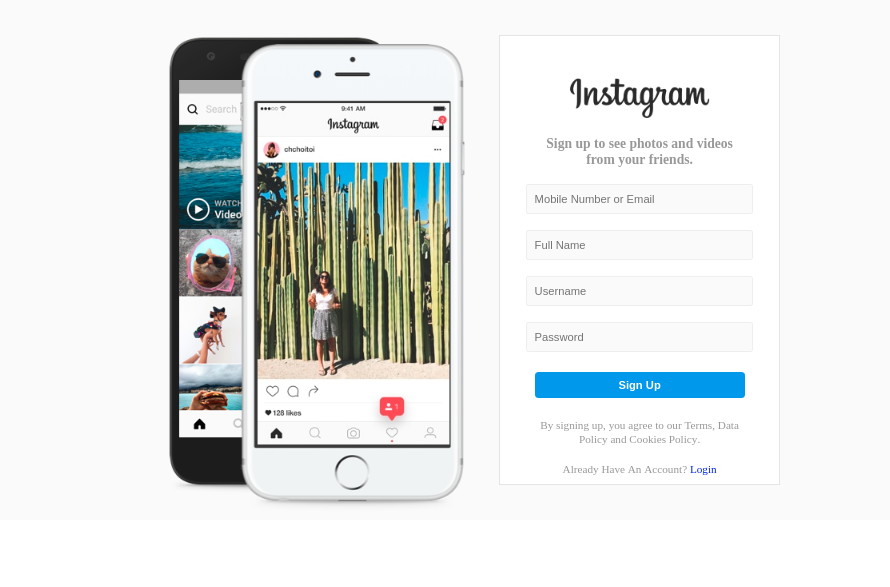 Search
WATCH
Video
9:41 AM
Instagram
2
chchoitoi
1
128 likes
Instagram
Sign up to see photos and videos
from your friends.
Mobile Number or Email
Full Name
Username
Password
Sign Up
By signing up, you agree to our Terms, Data
Policy and Cookies Policy.
Already Have An Account? Login